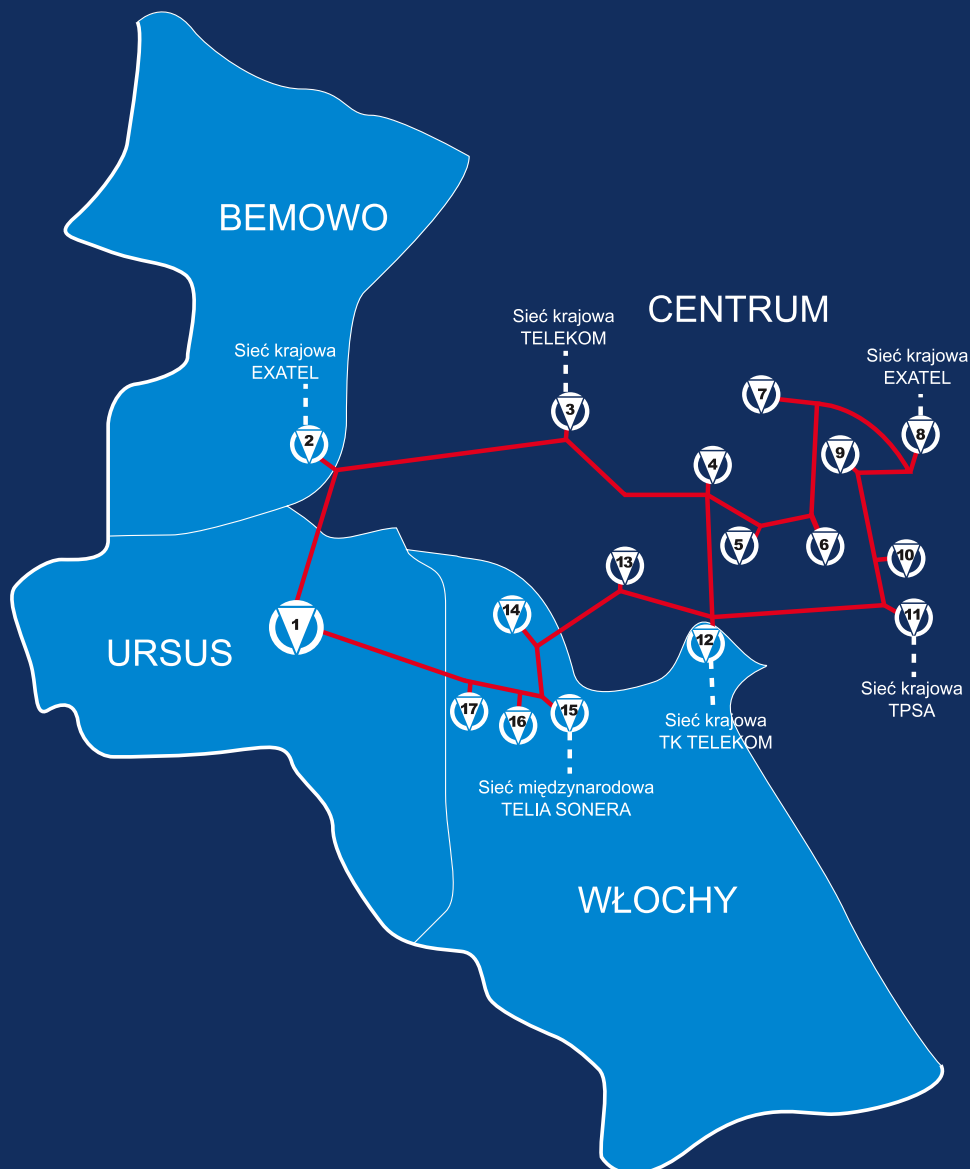 BEMOWO
CENTRUM
Sieć krajowa
TELEKOM
Sieć krajowa
EXATEL
Sieć krajowa
EXATEL
7
3
2
8
9
4
5
6
10
13
14
1
11
12
URSUS
Sieć krajowa
TPSA
17
16
15
Sieć krajowa
TK TELEKOM
Sieć międzynarodowa
TELIA SONERA
WŁOCHY